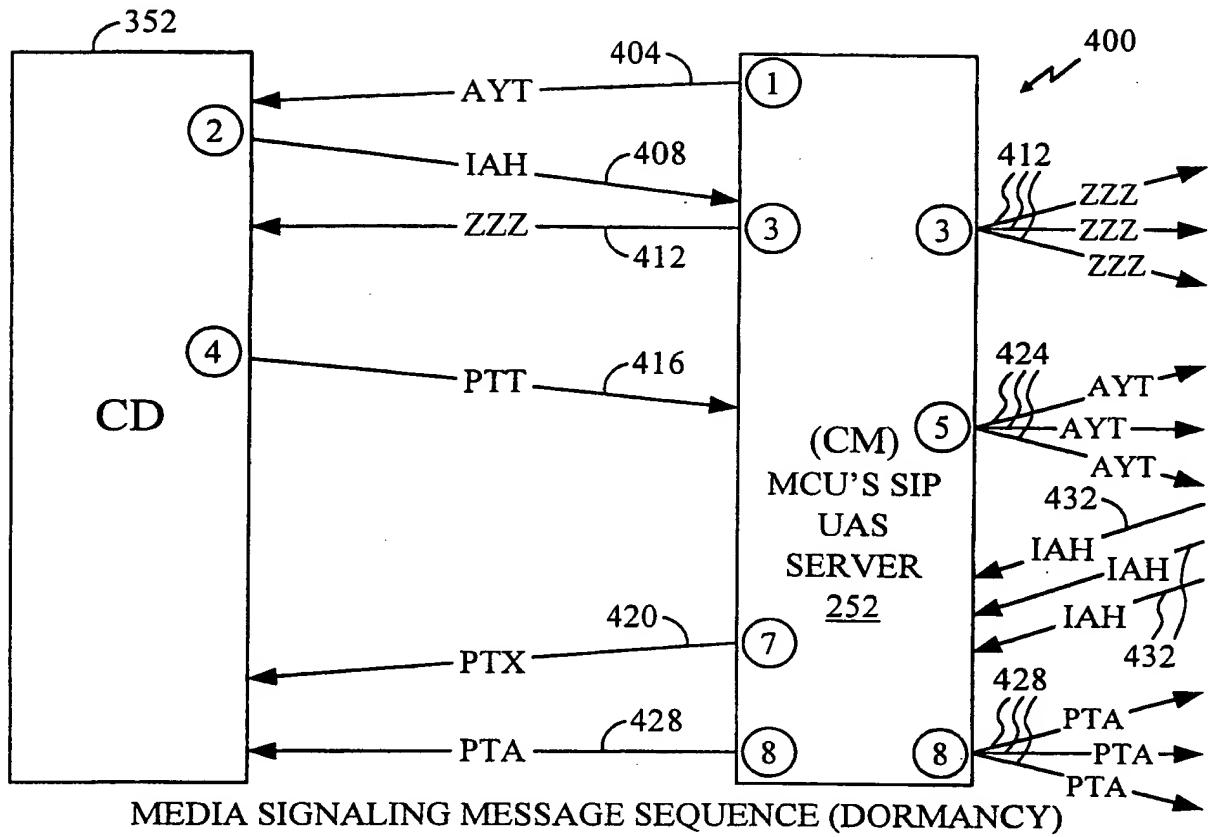 352
404
400
AYT
1
2
IAH
408
412
ZZZ
ZZZ
3
3
ZZZ
412
ZZZ
4
PTT
416
424
AYT
CD
5
AYT
(CM)
AYT
MCU'S SIP
432
UAS
IAH
SERVER
IAH
252
IAH
420
7
432
PTX
428
428
PTA
PTA
8
8
PTA
PTA
MEDIA SIGNALING MESSAGE SEQUENCE (DORMANCY)